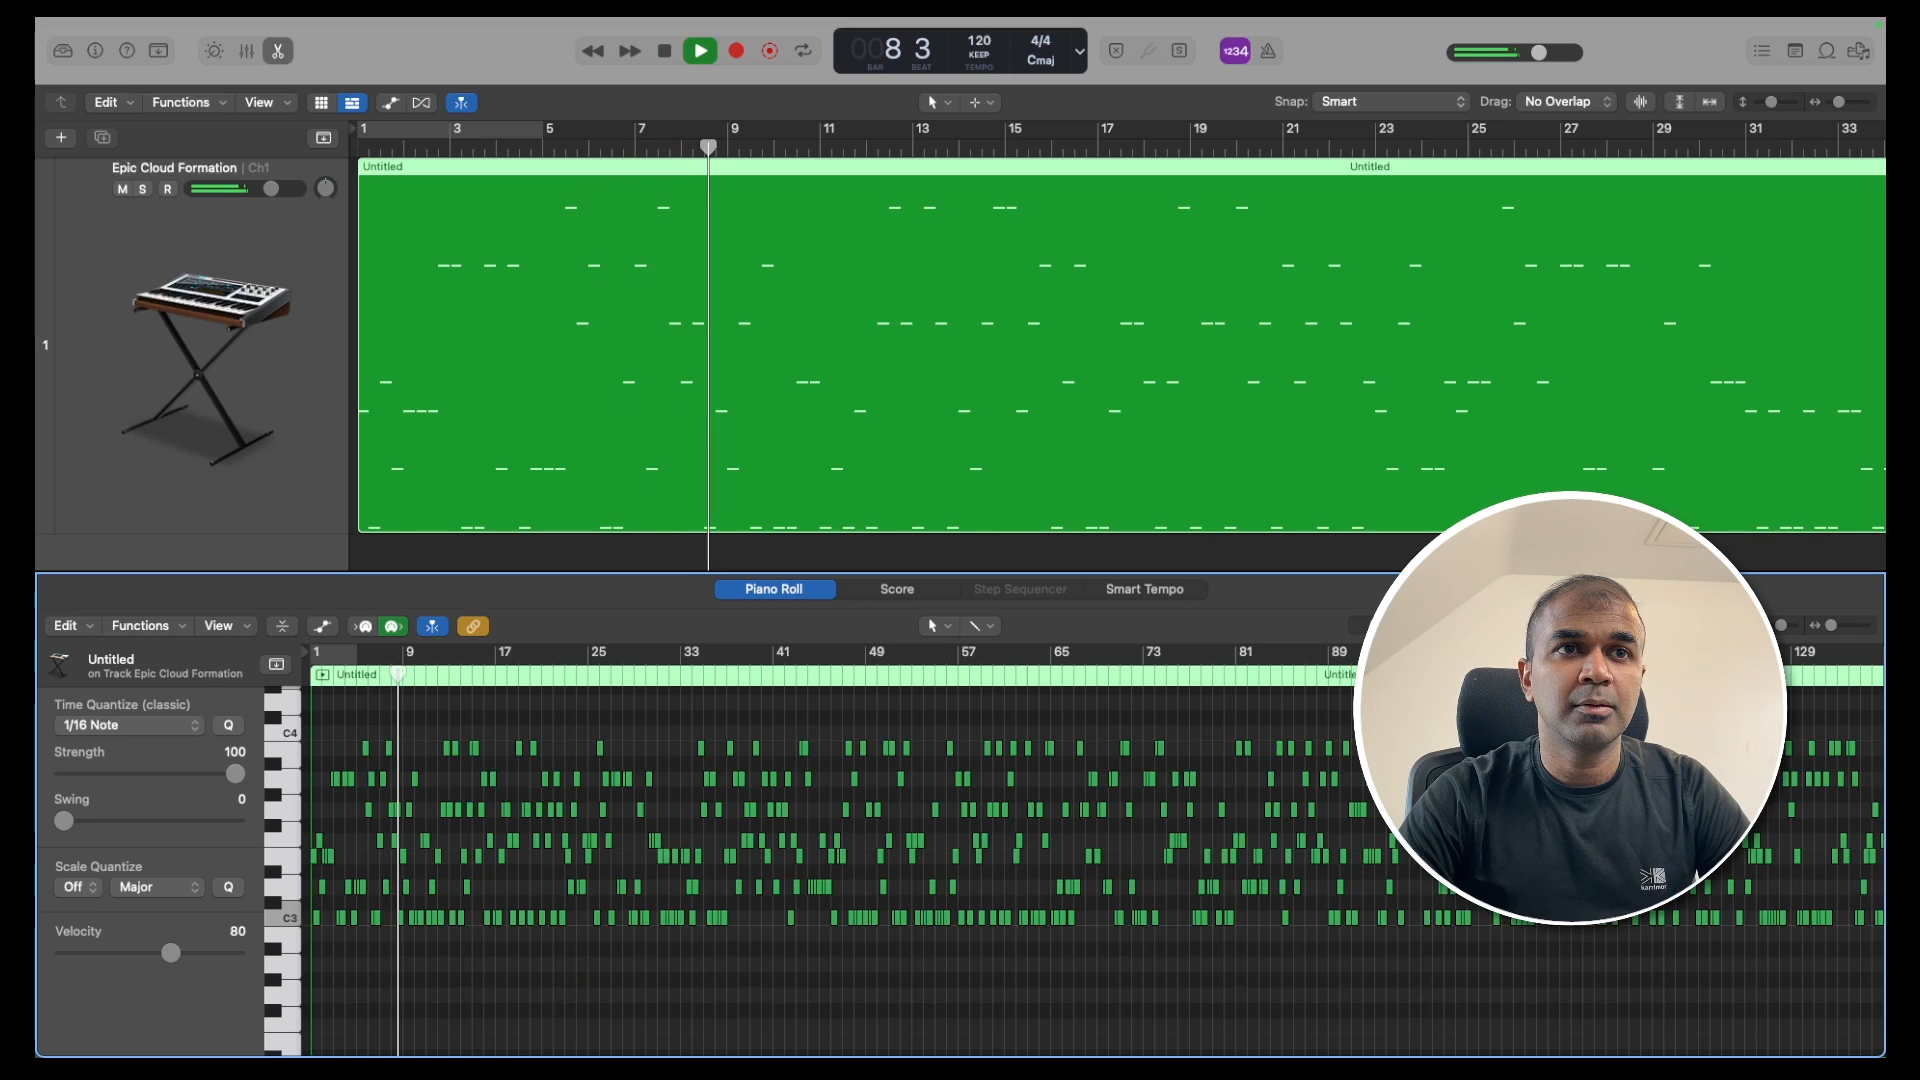 008 3
BAR BEAT
120
KEEP
TEMPO
4/4
Cmaj
S
1234
Edit Functions View
Snap: Smart Drag: No Overlap
1 3 5 7 9 11 13 15 17 19 21 23 25 27 29 31 33
Epic Cloud Formation | Ch1
M S R
1
Untitled
Untitled
Piano Roll Score Step Sequencer Smart Tempo
Edit Functions View
1 9 17 25 33 41 49 57 65 73 81 89 129
Untitled
on Track Epic Cloud Formation
Untitled
Untitle
Time Quantize (classic)
1/16 Note Q
Strength 100
Swing 0
Scale Quantize
Off Major Q
Velocity 80
C4
C3
karrimor